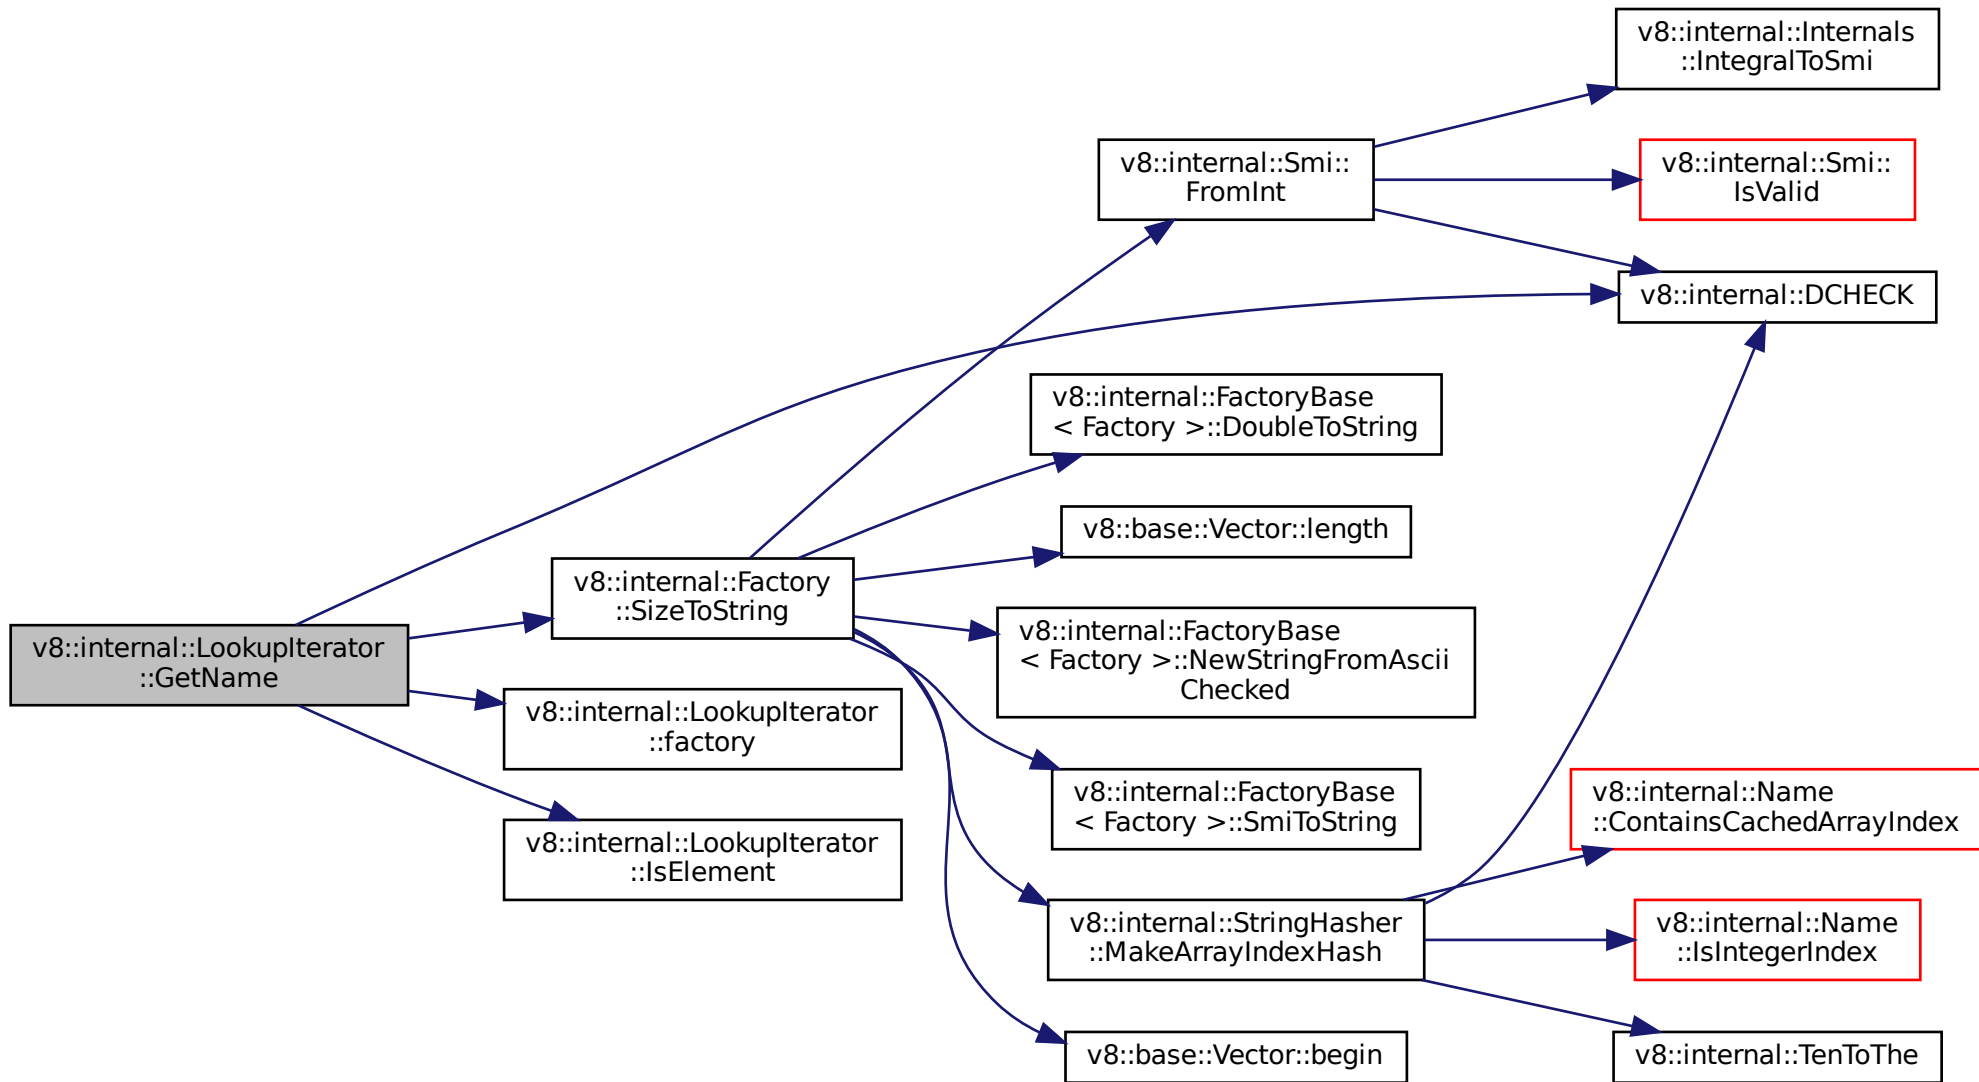 v8::internal::LookupIterator
::GetName
v8::internal::Factory
::SizeToString
v8::internal::LookupIterator
::factory
v8::internal::LookupIterator
::IsElement
v8::internal::Smi::
FromInt
v8::internal::FactoryBase
< Factory >::DoubleToString
v8::base::Vector::length
v8::internal::FactoryBase
< Factory >::NewStringFromAscii
Checked
v8::internal::FactoryBase
< Factory >::SmiToString
v8::internal::StringHasher
::MakeArrayIndexHash
v8::base::Vector::begin
v8::internal::Internals
::IntegralToSmi
v8::internal::Smi::
IsValid
v8::internal::DCHECK
v8::internal::Name
::ContainsCachedArrayIndex
v8::internal::Name
::IsIntegerIndex
v8::internal::TenToThe